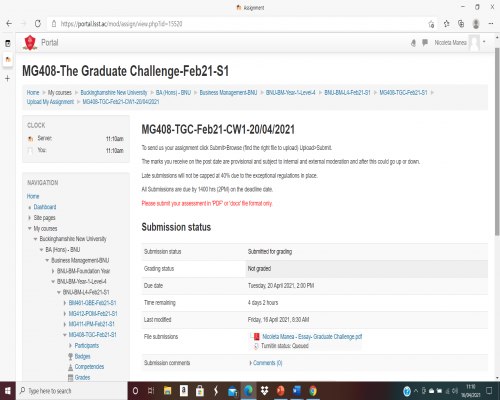 Assignment
https://portal.lsst.ac/mod/assign/view.php?id=15520
Portal
Nicoleta Manea
MG408-The Graduate Challenge-Feb21-S1
Home My courses Buckinghamshire New University BA (Hons) - BNU Business Management-BNU BNU-BM-Year-1-Level-4 BNU-BM-L4-Feb21-S1 MG408-TGC-Feb21-S1
Upload My Assignment MG408-TGC-Feb21-CW1-20/04/2021
CLOCK
Server: 11:10am
You: 11:10am
NAVIGATION
Home
Dashboard
Site pages
My courses
Buckinghamshire New University
BA (Hons) - BNU
Business Management-BNU
BNU-BM-Foundation Year
BNU-BM-Year-1-Level-4
BNU-BM-L4-Feb21-S1
BM461-GBE-Feb21-S1
MG412-POM-Feb21-S1
MG411-IPM-Feb21-S1
MG408-TGC-Feb21-S1
Participants
Badges
Competencies
Grades
MG408-TGC-Feb21-CW1-20/04/2021
To send us your assignment click Submit>Browse (find the right file to upload) Upload>Submit.
The marks you receive on the post date are provisional and subject to internal and external moderation and after this could go up or down.
Late submissions will not be capped at 40% due to the exceptional regulations in place.
All Submissions are due by 1400 hrs (2PM) on the deadline date.
Please submit your assessment in 'PDF' or 'docx' file format only.
Submission status
Submission status Submitted for grading
Grading status Not graded
Due date Tuesday, 20 April 2021, 2:00 PM
Time remaining 4 days 2 hours
Last modified Friday, 16 April 2021, 8:30 AM
File submissions Nicoleta Manea - Essay- Graduate Challenge.pdf
Turnitin status: Queued
Submission comments Comments (0)
Type here to search
11:10
16/04/2021